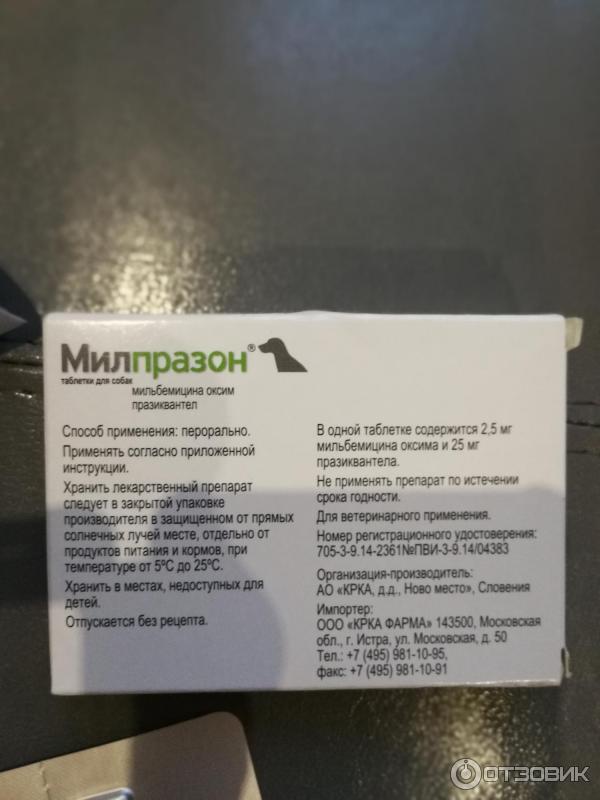 Милпразон®
таблетки для собак
мильбемицина оксим
празиквантел
Способ применения: перорально.
Применять согласно приложенной
инструкции.
Хранить лекарственный препарат
следует в закрытой упаковке
производителя в защищенном от прямых
солнечных лучей месте, отдельно от
продуктов питания и кормов, при
температуре от 5ºC до 25ºC.
Хранить в местах, недоступных для
детей.
Отпускается без рецепта.
В одной таблетке содержится 2,5 мг
мильбемицина оксима и 25 мг
празиквантела.
Не применять препарат по истечении
срока годности.
Для ветеринарного применения.
Номер регистрационного удостоверения:
705-3-9.14-2361№ПВИ-3-9.14/04383
Организация-производитель:
АО «КРКА, д.д., Ново место», Словения
Импортер:
ООО «КРКА ФАРМА» 143500, Московская
обл., г. Истра, ул. Московская, д. 50
Тел.: +7 (495) 981-10-95,
факс: +7 (495) 981-10-91
ОТЗОВИК